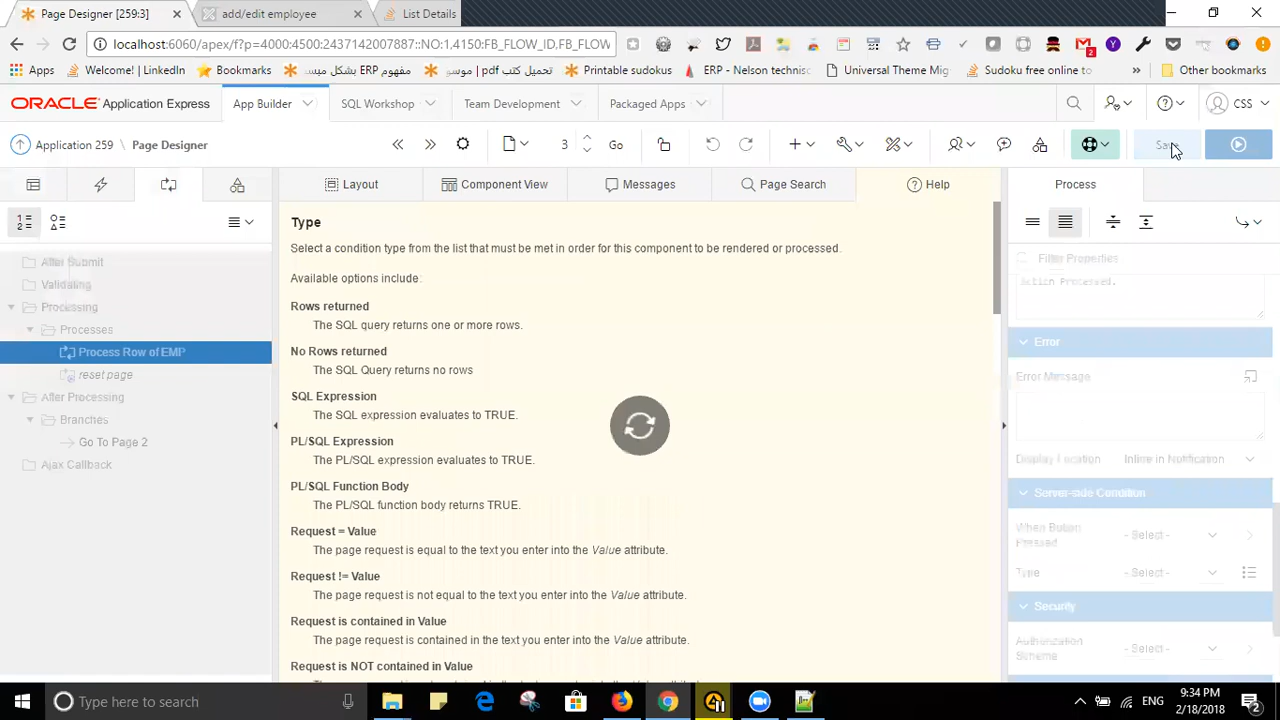 Page Designer [259:3]
add/edit employee
List Details
localhost:6060/apex/f?p=4000:4500:2437742007887::NO:1,4150:FB_FLOW_ID,FB_FLOW
Apps
Welcome! | LinkedIn
Bookmarks
مفهوم ERP بشكل مبسط
تحميل كتب pdf | موسو
Printable sudokus
ERP - Nelson technic
Universal Theme Mig
Sudoku free online to
Other bookmarks
ORACLE Application Express
App Builder
SQL Workshop
Team Development
Packaged Apps
CSS
Application 259
Page Designer
3
Go
Layout
Component View
Messages
Page Search
Help
Process
After Submit
Validating
Processing
Processes
Process Row of EMP
reset page
After Processing
Branches
Go To Page 2
Ajax Callback
Type
Select a condition type from the list that must be met in order for this component to be rendered or processed.
Available options include:
Rows returned
The SQL query returns one or more rows.
No Rows returned
The SQL Query returns no rows
SQL Expression
The SQL expression evaluates to TRUE.
PL/SQL Expression
The PL/SQL expression evaluates to TRUE.
PL/SQL Function Body
The PL/SQL function body returns TRUE.
Request = Value
The page request is equal to the text you enter into the Value attribute.
Request != Value
The page request is not equal to the text you enter into the Value attribute.
Request is contained in Value
The page request is contained in the text you enter into the Value attribute.
Request is NOT contained in Value
Filter Properties
Action Processed.
Error
Error Message
Display Location
Inline in Notification
Server-side Condition
When Button Pressed
- Select -
Type
- Select -
Security
Authorization Scheme
- Select -
Type here to search
ENG
9:34 PM
2/18/2018
2